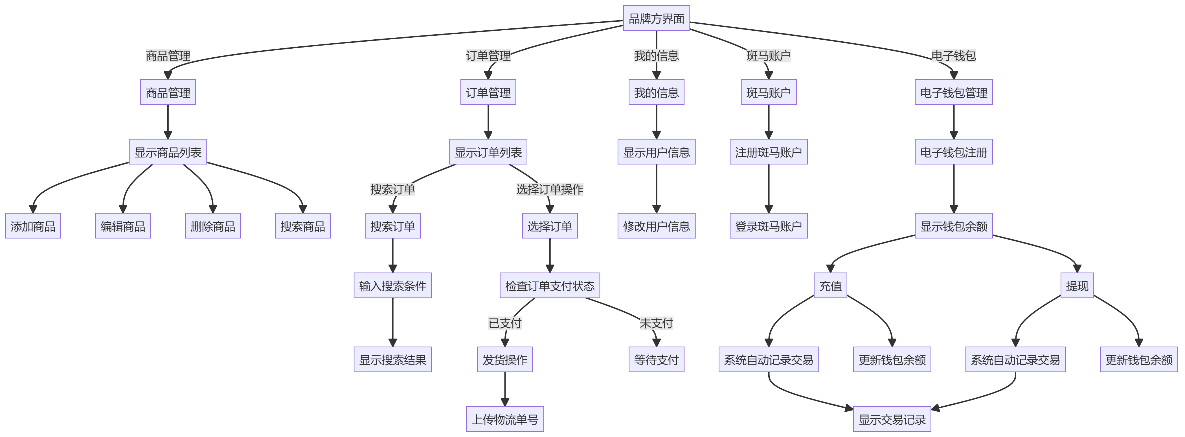 品牌方界面
商品管理
订单管理
我的信息
斑马账户
电子钱包
商品管理
订单管理
我的信息
斑马账户
电子钱包管理
显示商品列表
显示订单列表
显示用户信息
注册斑马账户
电子钱包注册
搜索订单
选择订单操作
添加商品
编辑商品
删除商品
搜索商品
搜索订单
选择订单
修改用户信息
登录斑马账户
显示钱包余额
输入搜索条件
检查订单支付状态
充值
提现
已支付
未支付
显示搜索结果
发货操作
等待支付
系统自动记录交易
更新钱包余额
系统自动记录交易
更新钱包余额
上传物流单号
显示交易记录